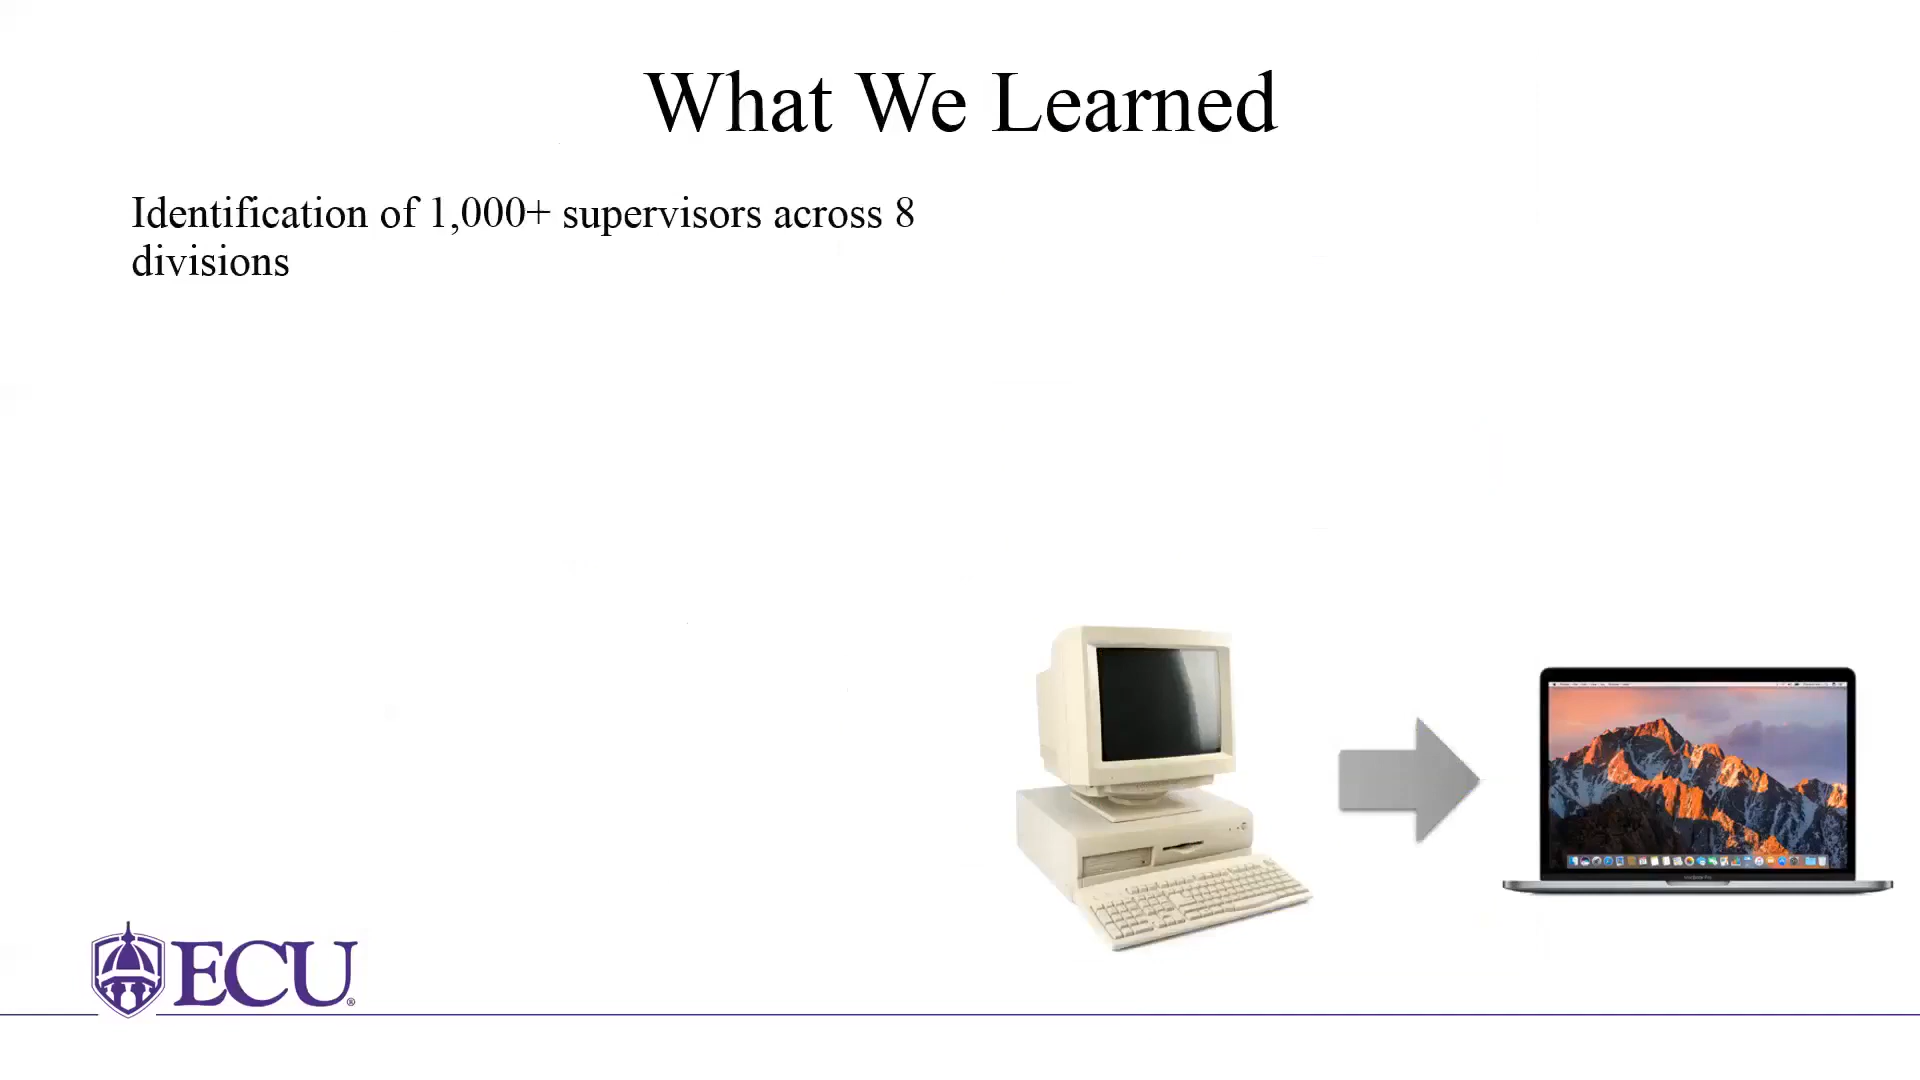 What We Learned
Identification of 1,000+ supervisors across 8
divisions
ECU®